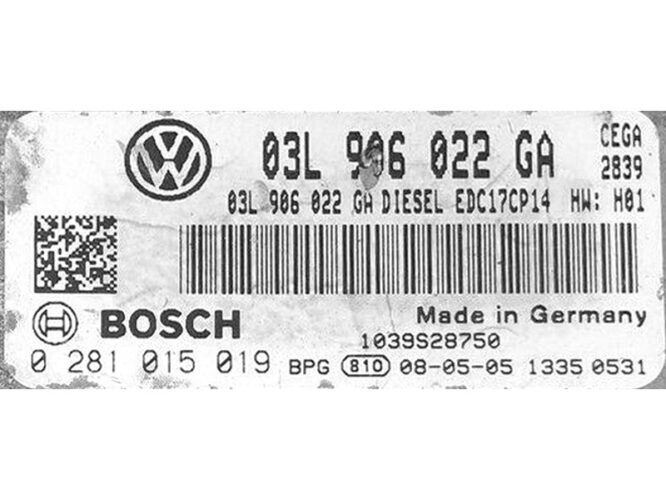 03L 906 022 GA CEGA
2839
03L 906 022 GA DIESEL EDC17CP14 HW: H01
BOSCH
Made in Germany
1039S28750
0 281 015 019 BPG 810 08-05-05 1335 0531